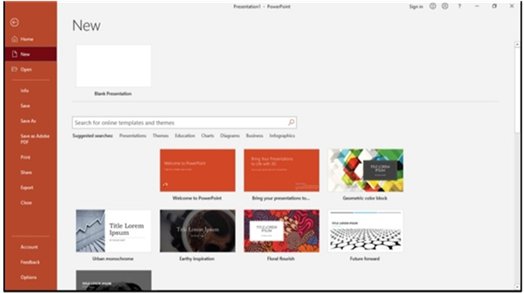 Presentation1 - PowerPoint
Sign in
?
New
Home
New
Open
Info
Save
Save As
Save as Adobe
PDF
Print
Share
Export
Close
Account
Feedback
Options
Blank Presentation
Search for online templates and themes
Suggested searches: Presentations Themes Education Charts Diagrams Business Infographics
Welcome to PowerPoint
Welcome to PowerPoint
Bring Your Presentations
to Life with 3D
Bring your presentations to...
TITLE LOREM
IPSUM
Geometric color block
Title Lorem
Ipsum
Urban monochrome
Title Lorem Ipsum
Earthy inspiration
TITLE LOREM
IPSUM
Floral flourish
TITLE LOREM IPSUM
Future forward